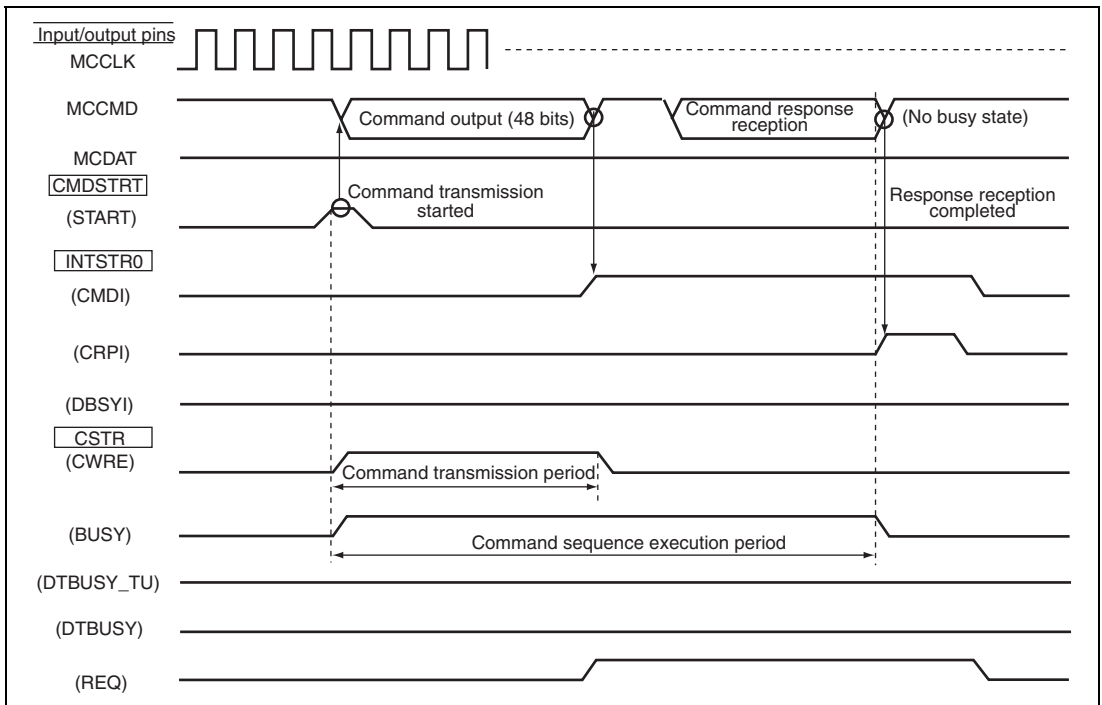 Input/output pins
MCCLK
MCCMD
Command output (48 bits)
Command response
reception
(No busy state)
MCDAT
CMDSTRT
(START)
Command transmission
started
Response reception
completed
INTSTR0
(CMDI)
(CRPI)
(DBSYI)
CSTR
(CWRE)
Command transmission period
(BUSY)
Command sequence execution period
(DTBUSY_TU)
(DTBUSY)
(REQ)